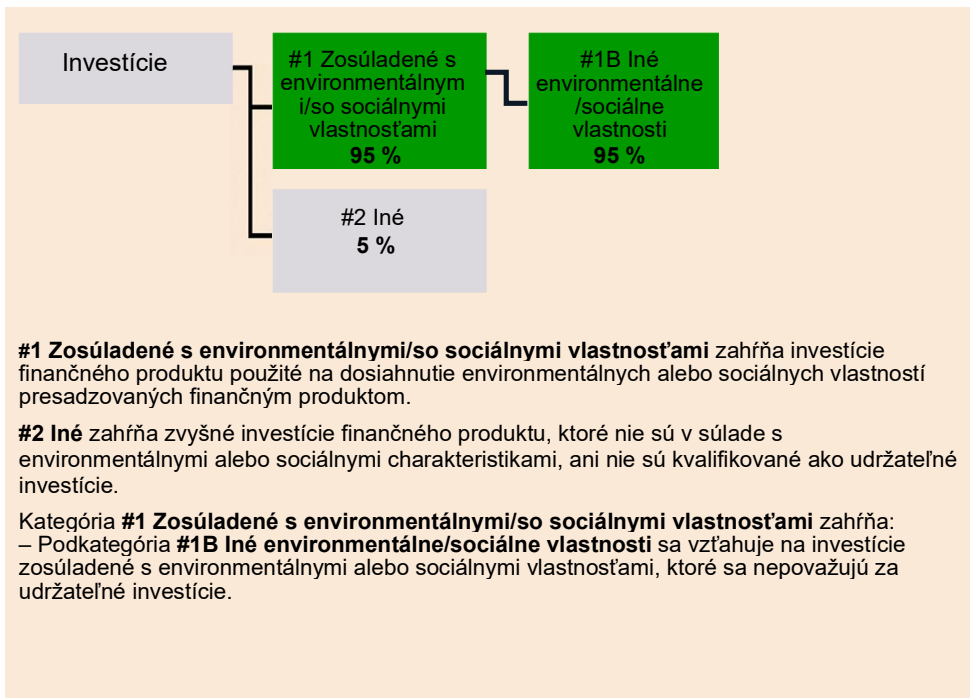 Investície
#1 Zosúladené s
environmentálnym
i/so sociálnymi
vlastnosťami
95 %
#1B Iné
environmentálne
/sociálne
vlastnosti
95 %
#2 Iné
5 %
#1 Zosúladené s environmentálnymi/so sociálnymi vlastnosťami zahŕňa investície
finančného produktu použité na dosiahnutie environmentálnych alebo sociálnych vlastností
presadzovaných finančným produktom.
#2 Iné zahŕňa zvyšné investície finančného produktu, ktoré nie sú v súlade s
environmentálnymi alebo sociálnymi charakteristikami, ani nie sú kvalifikované ako udržateľné
investície.
Kategória #1 Zosúladené s environmentálnymi/so sociálnymi vlastnosťami zahŕňa:
– Podkategória #1B Iné environmentálne/sociálne vlastnosti sa vzťahuje na investície
zosúladené s environmentálnymi alebo sociálnymi vlastnosťami, ktoré sa nepovažujú za
udržateľné investície.